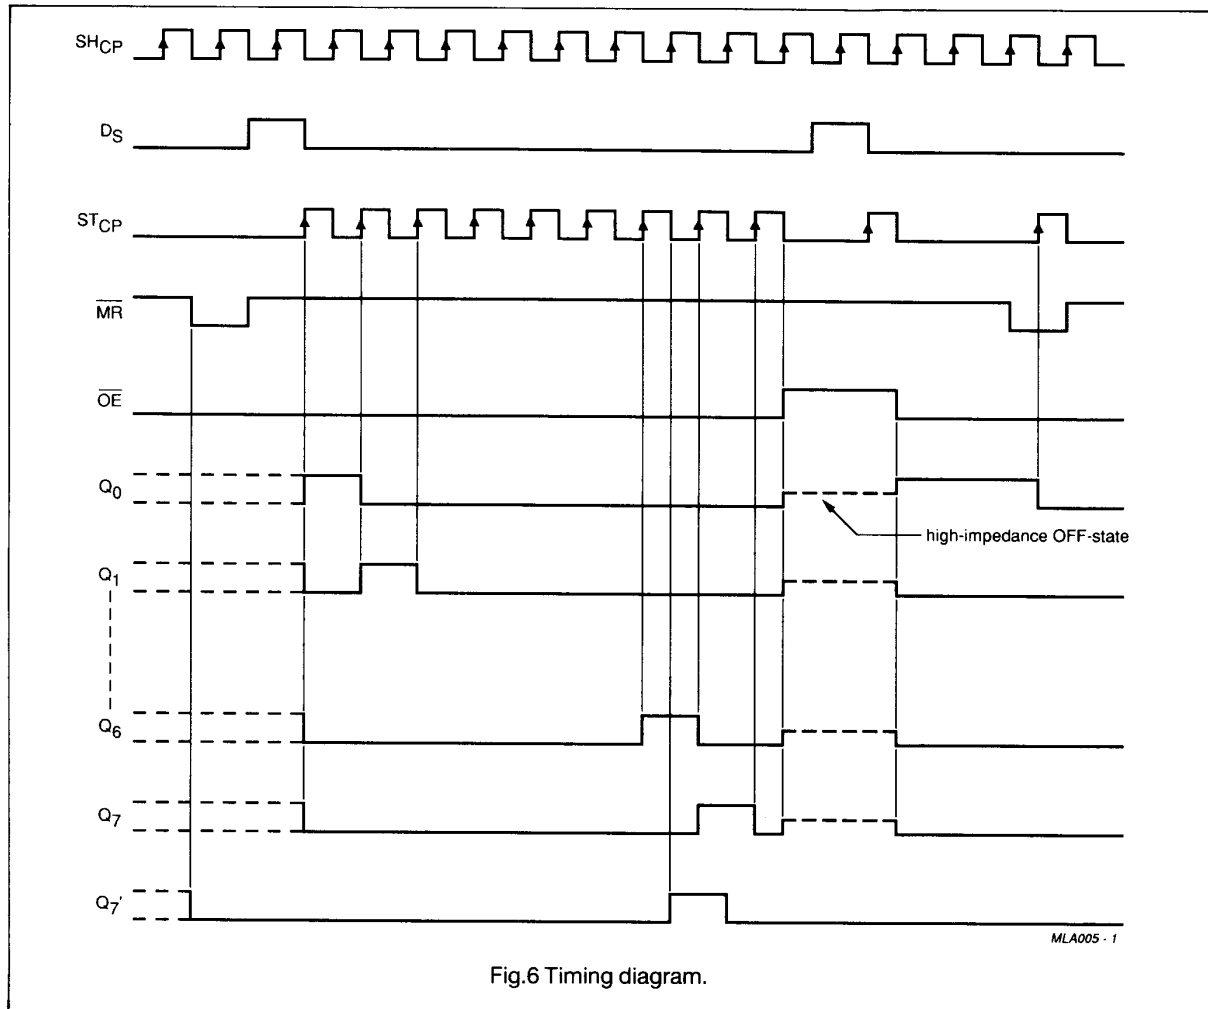 SHCP
DS
STCP
MR
OE
Q0
high-impedance OFF-state
Q1
Q6
Q7
Q7'
MLA005 - 1
Fig.6 Timing diagram.